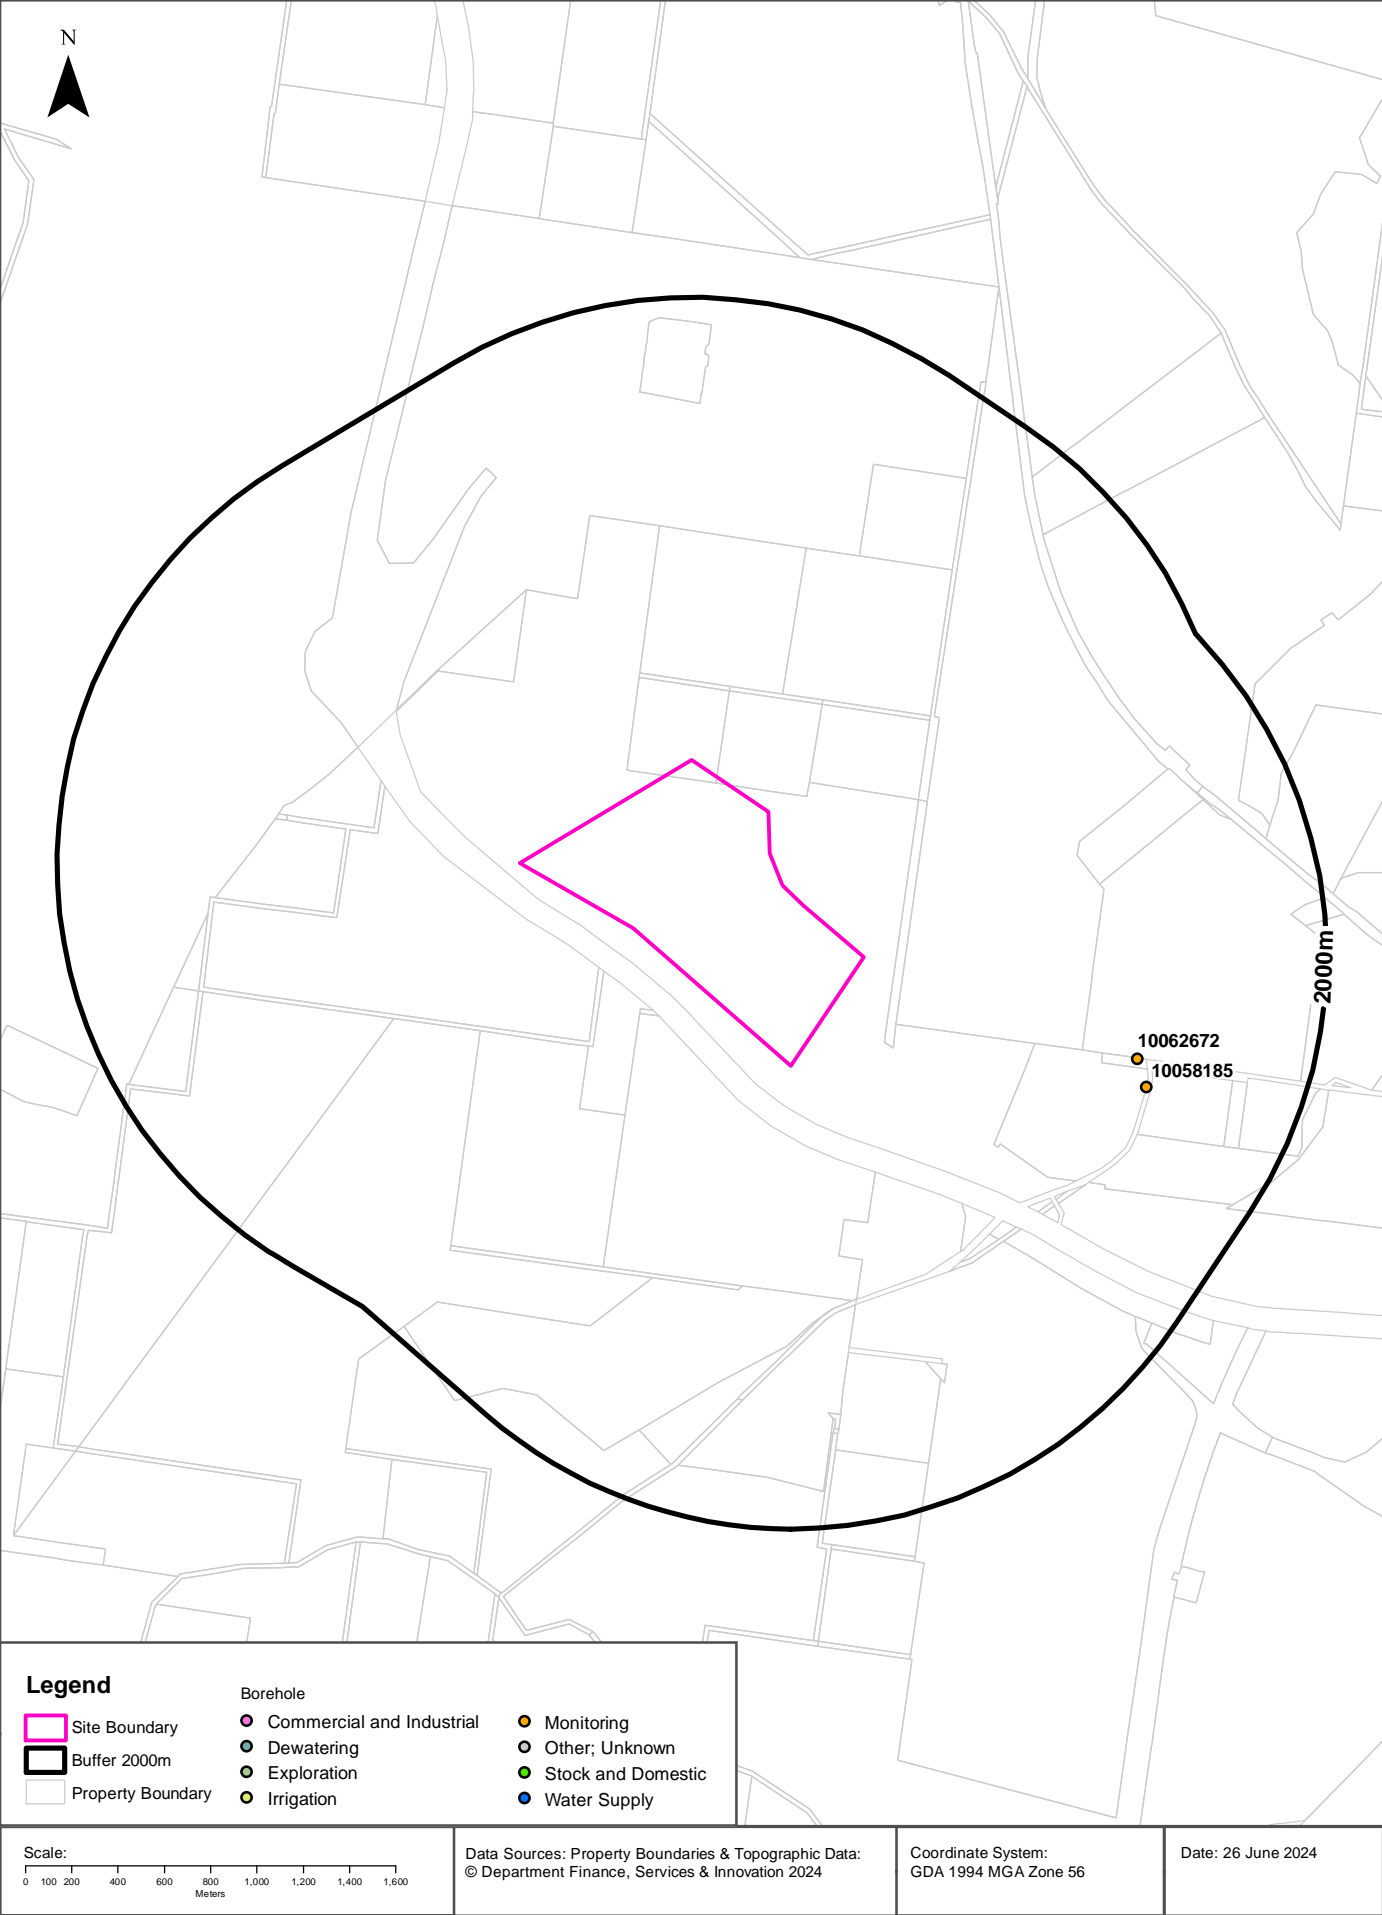 N
2000m
10062672
10058185
Legend
Site Boundary
Buffer 2000m
Property Boundary
Borehole
Commercial and Industrial
Dewatering
Exploration
Irrigation
Monitoring
Other; Unknown
Stock and Domestic
Water Supply
Scale:
0 100 200 400 600 800 1,000 1,200 1,400 1,600
Meters
Data Sources: Property Boundaries & Topographic Data:
© Department Finance, Services & Innovation 2024
Coordinate System:
GDA 1994 MGA Zone 56
Date: 26 June 2024